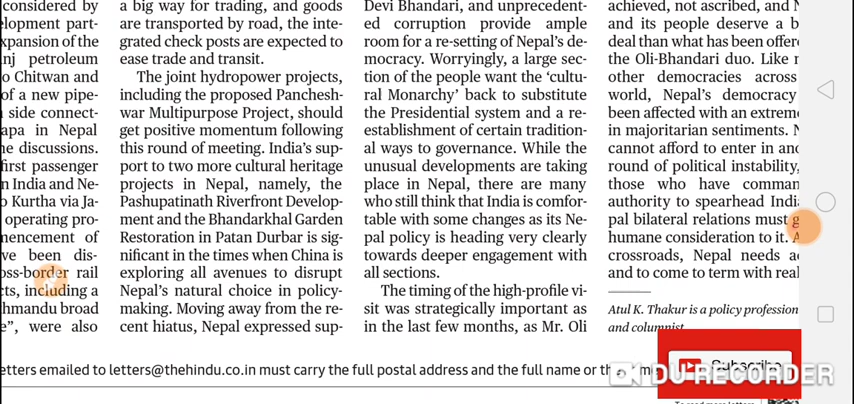 considered by
elopment part-
xpansion of the
nj petroleum
o Chitwan and
of a new pipe-
side connect-
apa in Nepal
ne discussions.
first passenger
n India and Ne-
o Kurtha via Ja-
operating pro-
mencement of
ve been dis-
oss-border rail
cts, including a
hmandu broad
e”, were also
a big way for trading, and goods
are transported by road, the inte-
grated check posts are expected to
ease trade and transit.
The joint hydropower projects,
including the proposed Panchesh-
war Multipurpose Project, should
get positive momentum following
this round of meeting. India’s sup-
port to two more cultural heritage
projects in Nepal, namely, the
Pashupatinath Riverfront Develop-
ment and the Bhandarkhal Garden
Restoration in Patan Durbar is sig-
nificant in the times when China is
exploring all avenues to disrupt
Nepal’s natural choice in policy-
making. Moving away from the re-
cent hiatus, Nepal expressed sup-
Devi Bhandari, and unprecedent-
ed corruption provide ample
room for a re-setting of Nepal’s de-
mocracy. Worryingly, a large sec-
tion of the people want the ‘cultu-
ral Monarchy’ back to substitute
the Presidential system and a re-
establishment of certain tradition-
al ways to governance. While the
unusual developments are taking
place in Nepal, there are many
who still think that India is comfor-
table with some changes as its Ne-
pal policy is heading very clearly
towards deeper engagement with
all sections.
The timing of the high-profile vi-
sit was strategically important as
in the last few months, as Mr. Oli
achieved, not ascribed, and N
and its people deserve a b
deal than what has been offere
the Oli-Bhandari duo. Like m
other democracies across
world, Nepal’s democracy
been affected with an extreme
in majoritarian sentiments. N
cannot afford to enter in ano
round of political instability,
those who have comman
authority to spearhead India
pal bilateral relations must g
humane consideration to it. A
crossroads, Nepal needs a
and to come to term with real
Atul K. Thakur is a policy profession
and columnist
etters emailed to letters@thehindu.co.in must carry the full postal address and the full name or the
Subscribe
DU RECORDER